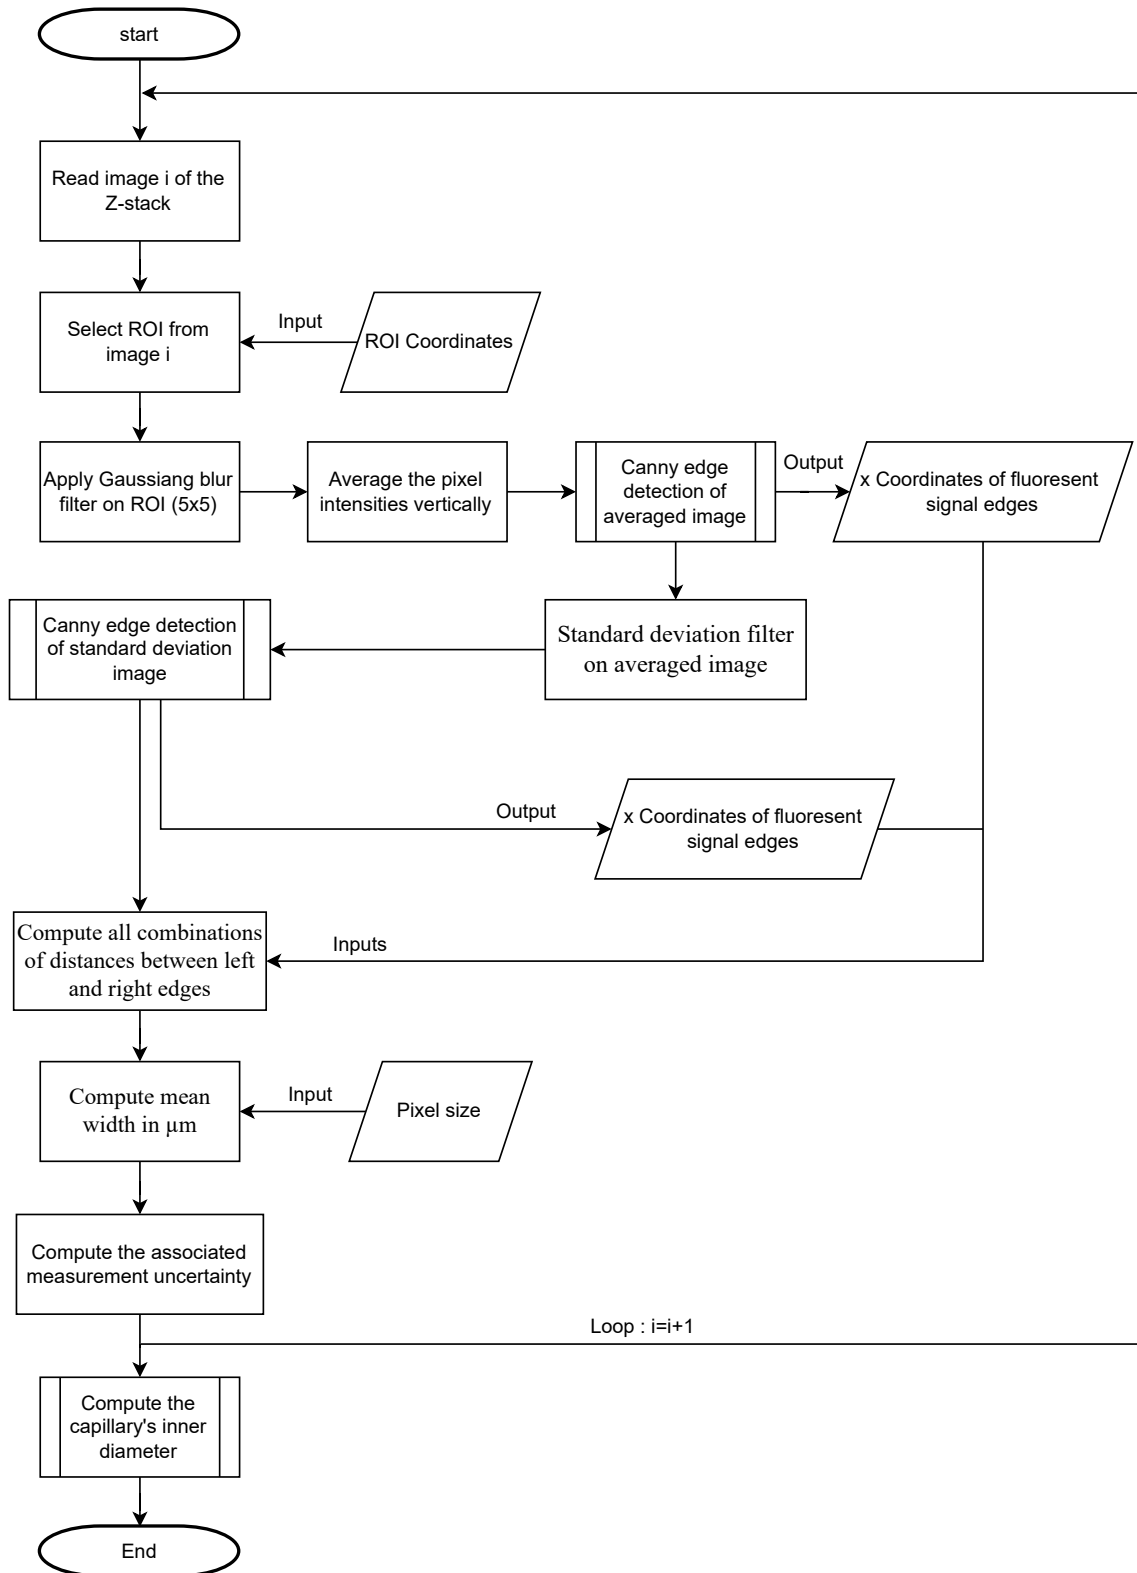 start
Read image i of the
Z-stack
Select ROI from
image i
Input
ROI Coordinates
Apply Gaussiang blur
filter on ROI (5x5)
Average the pixel
intensities vertically
Canny edge
detection of
averaged image
Output
x Coordinates of fluoresent
signal edges
Canny edge detection
of standard deviation
image
Standard deviation filter
on averaged image
Output
x Coordinates of fluoresent
signal edges
Compute all combinations
of distances between left
and right edges
Inputs
Compute mean
width in µm
Input
Pixel size
Compute the associated
measurement uncertainty
Loop : i=i+1
Compute the
capillary's inner
diameter
End